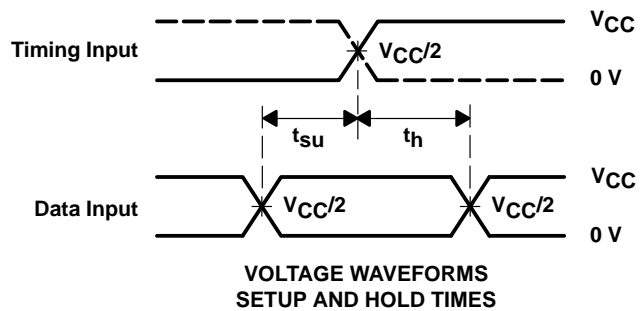 VCC
Timing Input
VCC/2
0 V
tsu
th
VCC
Data Input
VCC/2
VCC/2
0 V
VOLTAGE WAVEFORMS
SETUP AND HOLD TIMES